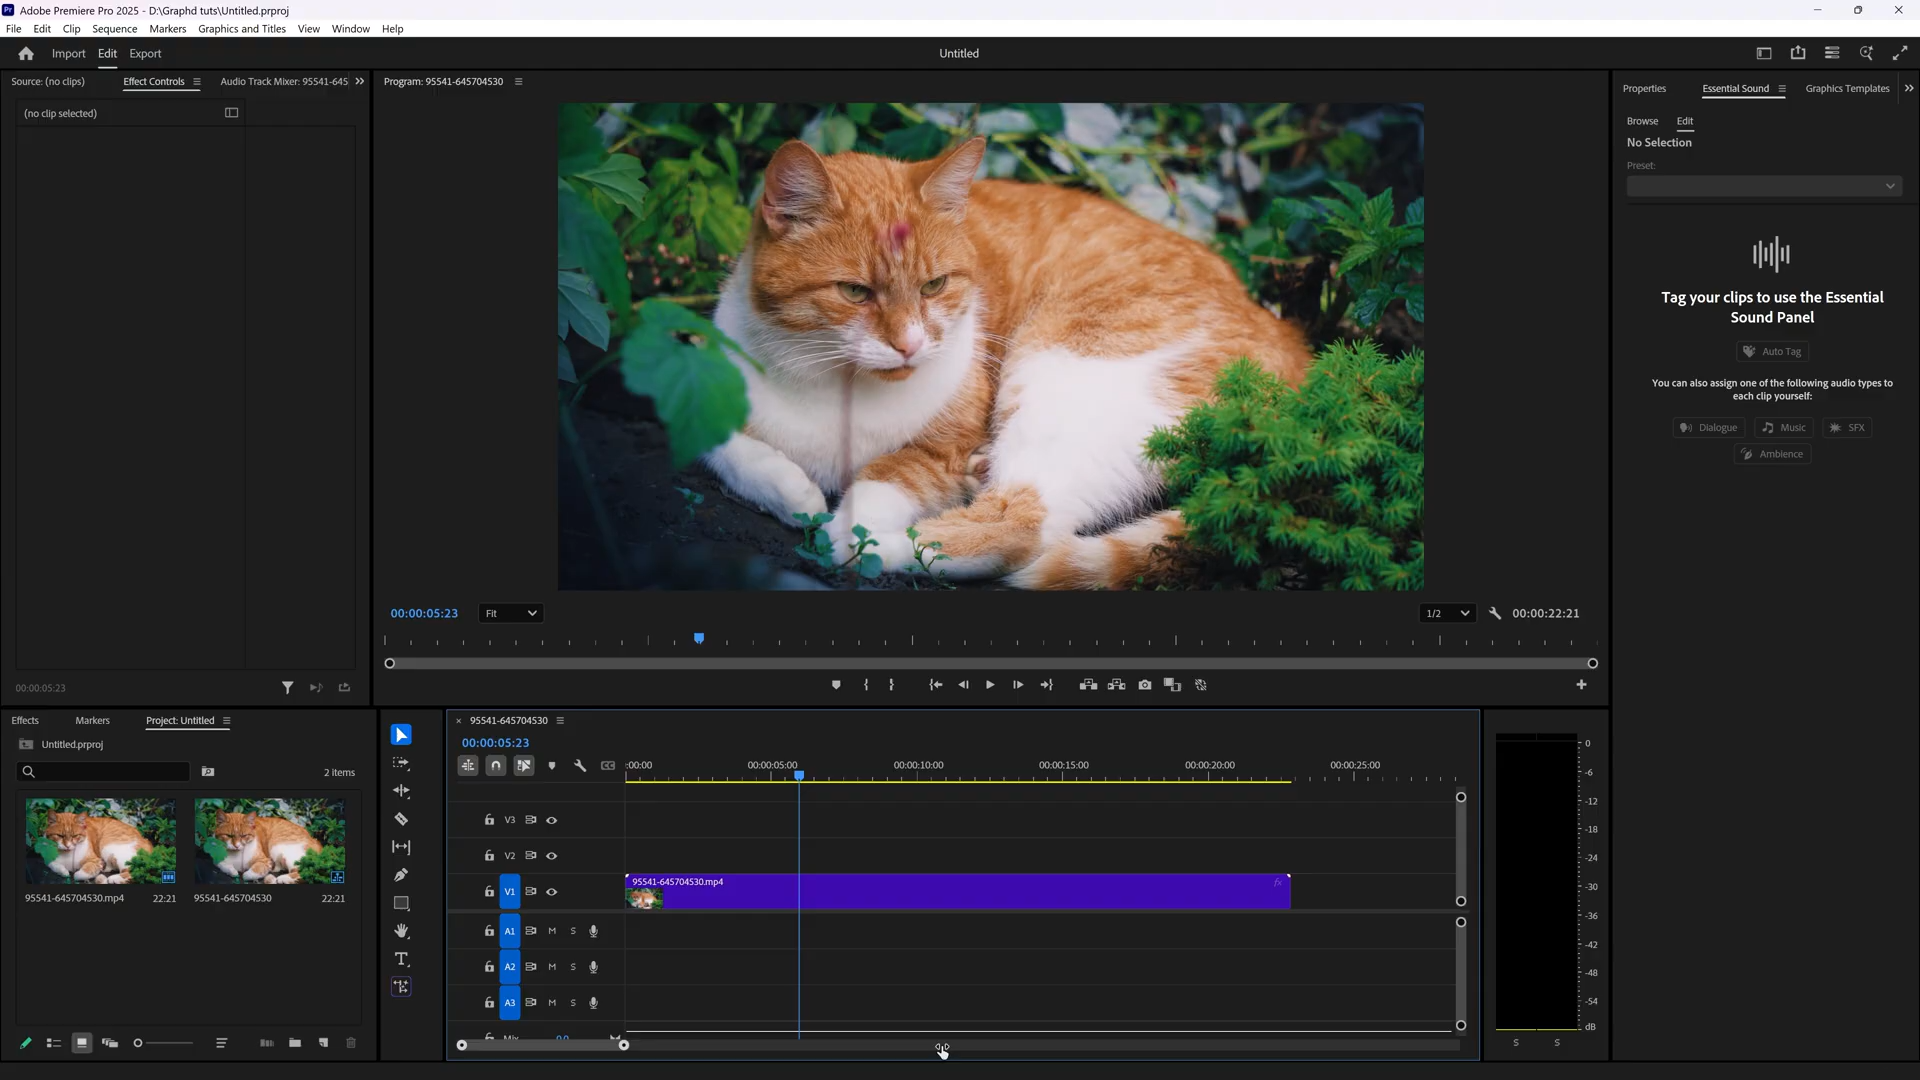 Adobe Premiere Pro 2025 - D:\Graphd tuts\Untitled.prproj
File Edit Clip Sequence Markers Graphics and Titles View Window Help
Import Edit Export
Untitled
Source: (no clips) Effect Controls Audio Track Mixer: 95541-645
(no clip selected)
00:00:05:23
Program: 95541-645704530
00:00:05:23 Fit 1/2 00:00:22:21
Properties Essential Sound Graphics Templates
Browse Edit
No Selection
Preset:
Tag your clips to use the Essential
Sound Panel
Auto Tag
You can also assign one of the following audio types to
each clip yourself:
Dialogue Music SFX
Ambience
Effects Markers Project: Untitled
Untitled.prproj
2 items
95541-645704530.mp4 22:21 95541-645704530 22:21
95541-645704530
00:00:05:23
:00:00 00:00:05:00 00:00:10:00 00:00:15:00 00:00:20:00 00:00:25:00
V3
V2
V1 95541-645704530.mp4 fx
A1 M S
A2 M S
A3 M S
Mix 0.0
0
-6
-12
-18
-24
-30
-36
-42
-48
-54
dB
S S